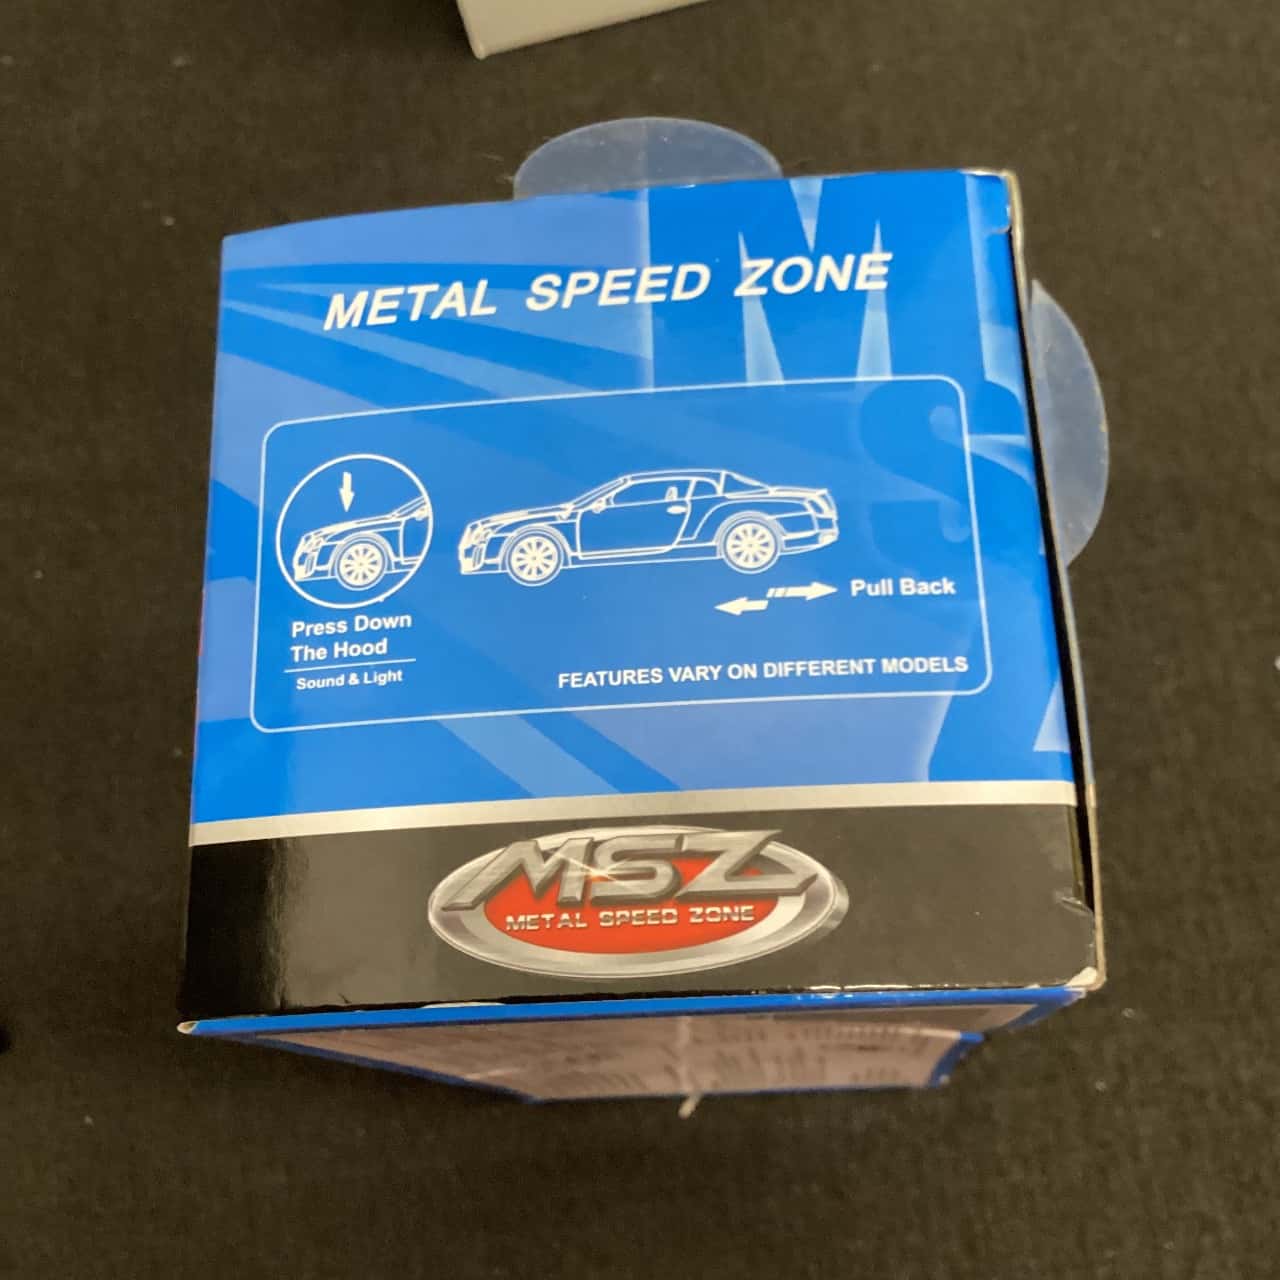 METAL SPEED ZONE
Press Down
The Hood
Sound & Light
Pull Back
FEATURES VARY ON DIFFERENT MODELS
MSZ
METAL SPEED ZONE